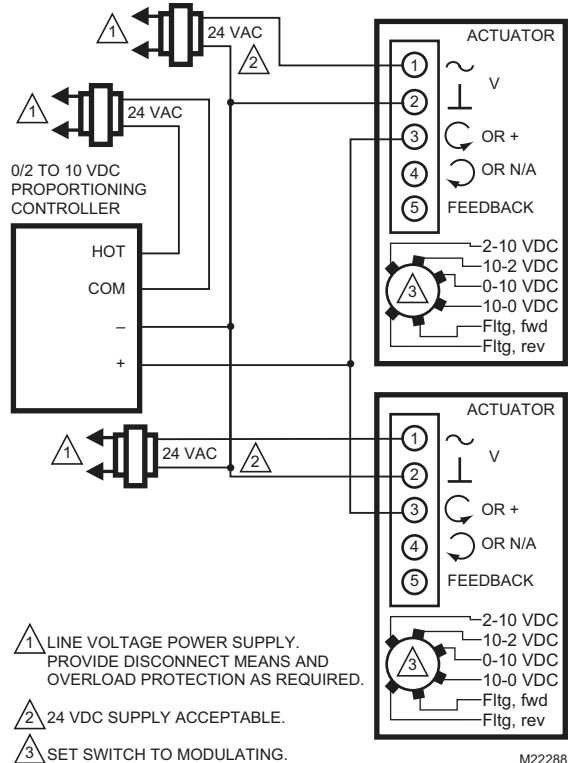 1
24 VAC
2
1
24 VAC
0/2 TO 10 VDC
PROPORTIONING
CONTROLLER
HOT
COM
–
+
ACTUATOR
1
V
2
3 OR +
4 OR N/A
5 FEEDBACK
2-10 VDC
10-2 VDC
0-10 VDC
10-0 VDC
Fltg, fwd
Fltg, rev
3
1
24 VAC
2
ACTUATOR
1
V
2
3 OR +
4 OR N/A
5 FEEDBACK
2-10 VDC
10-2 VDC
0-10 VDC
10-0 VDC
Fltg, fwd
Fltg, rev
3
1 LINE VOLTAGE POWER SUPPLY.
PROVIDE DISCONNECT MEANS AND
OVERLOAD PROTECTION AS REQUIRED.
2 24 VDC SUPPLY ACCEPTABLE.
3 SET SWITCH TO MODULATING.
M22288